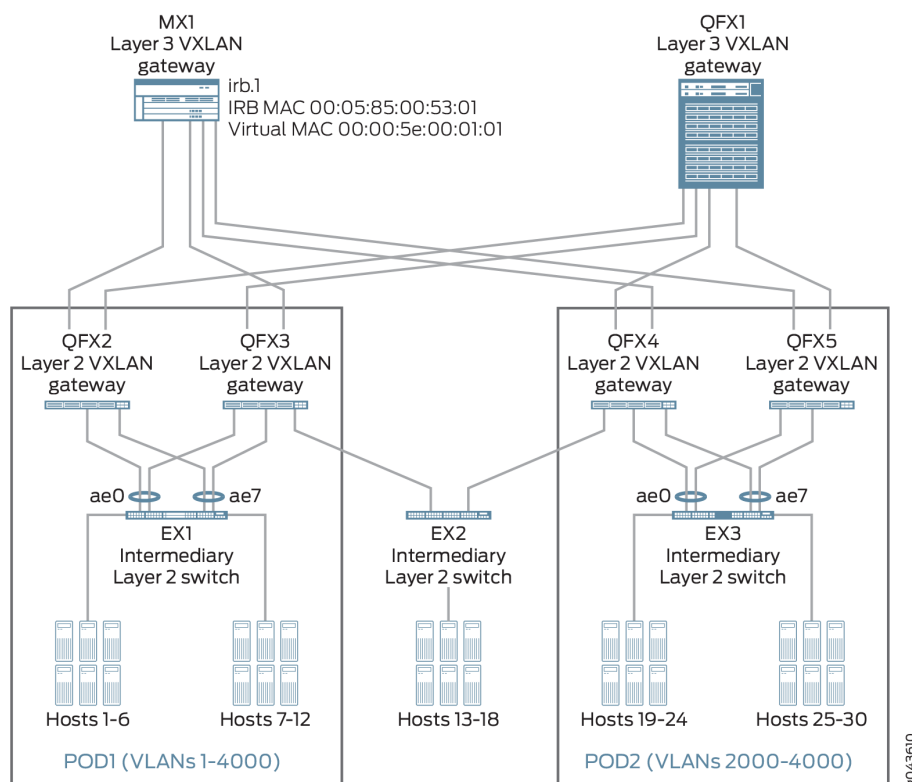 MX1
Layer 3 VXLAN
gateway
irb.1
IRB MAC 00:05:85:00:53:01
Virtual MAC 00:00:5e:00:01:01
QFX1
Layer 3 VXLAN
gateway
QFX2
Layer 2 VXLAN
gateway
QFX3
Layer 2 VXLAN
gateway
QFX4
Layer 2 VXLAN
gateway
QFX5
Layer 2 VXLAN
gateway
ae0
ae7
ae0
ae7
EX1
Intermediary
Layer 2 switch
EX2
Intermediary
Layer 2 switch
EX3
Intermediary
Layer 2 switch
Hosts 1-6
Hosts 7-12
Hosts 13-18
Hosts 19-24
Hosts 25-30
POD1 (VLANs 1-4000)
POD2 (VLANs 2000-4000)